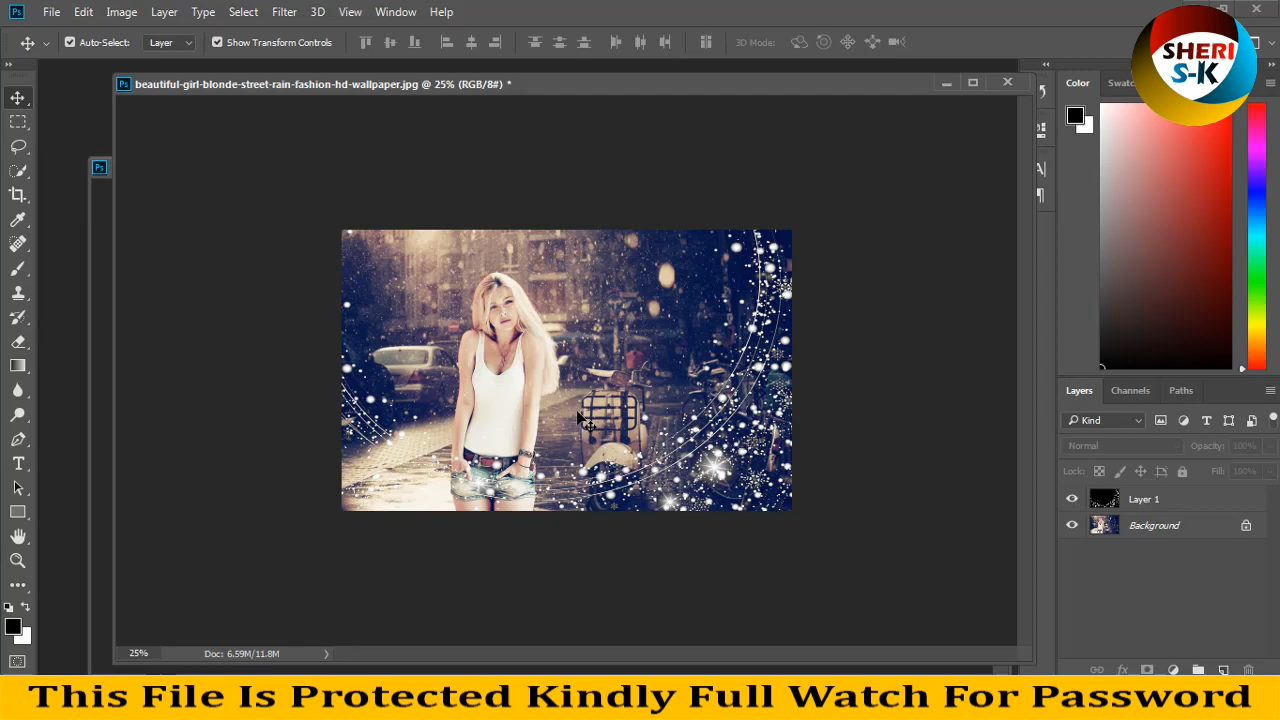 Ps File Edit Image Layer Type Select Filter 3D View Window Help
Auto-Select: Layer Show Transform Controls 3D Mode:
SHERI
S-K
Ps beautiful-girl-blonde-street-rain-fashion-hd-wallpaper.jpg @ 25% (RGB/8#) *
Color Swatc
Ps
Layers Channels Paths
Kind
Normal Opacity: 100%
Lock: Fill: 100%
Layer 1
Background
25% Doc: 6.59M/11.8M
This File Is Protected Kindly Full Watch For Password